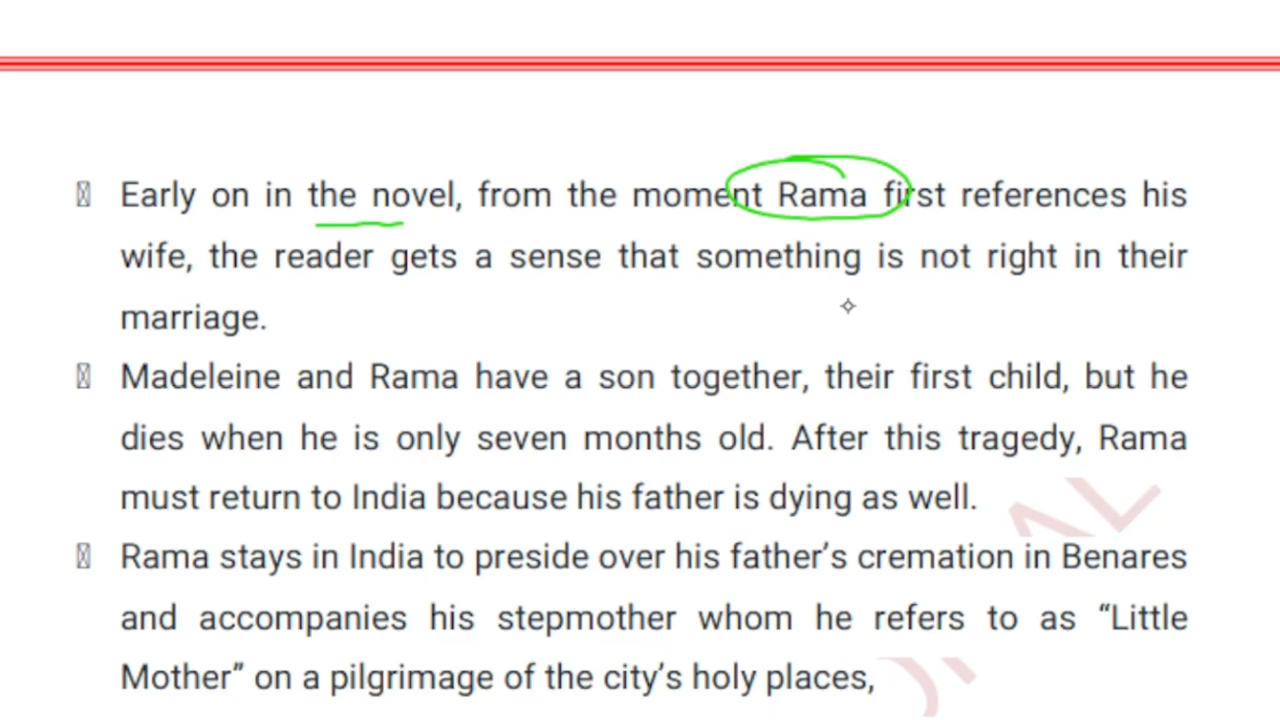 Early on in the novel, from the moment Rama first references his
wife, the reader gets a sense that something is not right in their
marriage.
Madeleine and Rama have a son together, their first child, but he
dies when he is only seven months old. After this tragedy, Rama
must return to India because his father is dying as well.
Rama stays in India to preside over his father’s cremation in Benares
and accompanies his stepmother whom he refers to as “Little
Mother” on a pilgrimage of the city’s holy places,